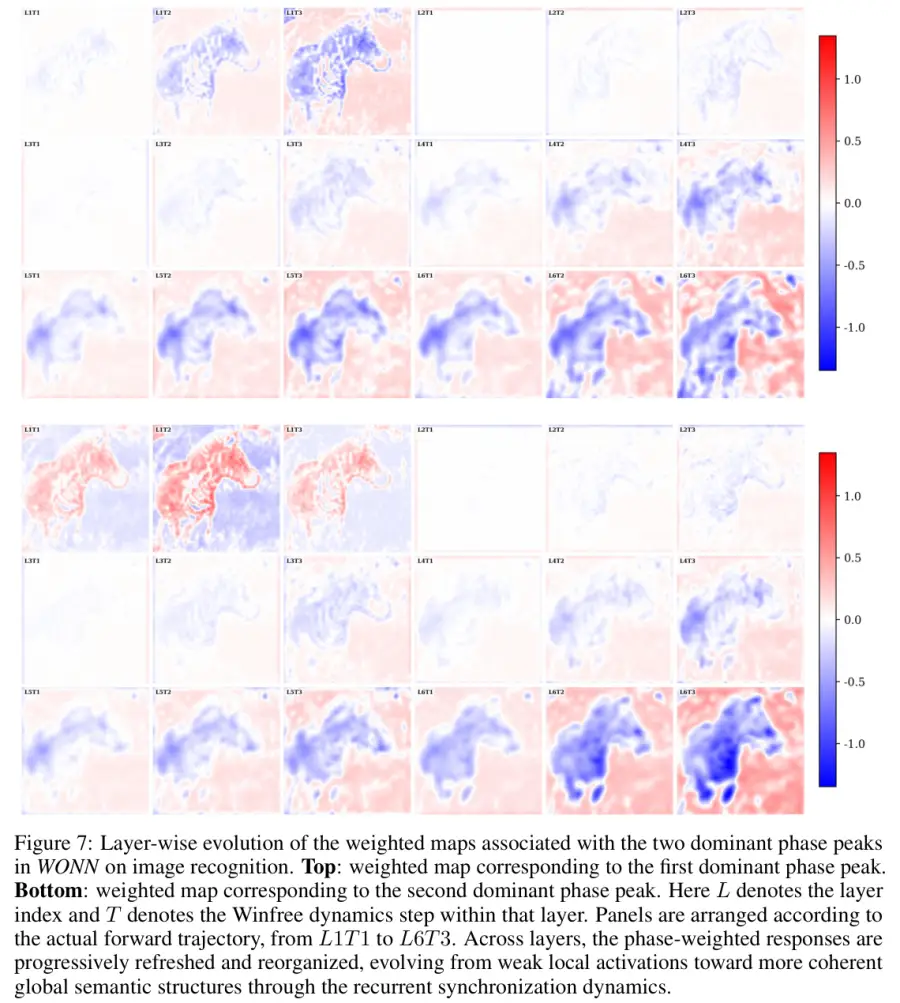 L1T1 L1T2 L1T3 L2T1 L2T2 L2T3
1.0
0.5
L3T1 L3T2 L3T3 L4T1 L4T2 L4T3
0.0
L5T1 L5T2 L5T3 L6T1 L6T2 L6T3
-0.5
-1.0
L1T1 L1T2 L1T3 L2T1 L2T2 L2T3
1.0
0.5
L3T1 L3T2 L3T3 L4T1 L4T2 L4T3
0.0
-0.5
L5T1 L5T2 L5T3 L6T1 L6T2 L6T3
-1.0
Figure 7: Layer-wise evolution of the weighted maps associated with the two dominant phase peaks
in WONN on image recognition. Top: weighted map corresponding to the first dominant phase peak.
Bottom: weighted map corresponding to the second dominant phase peak. Here L denotes the layer
index and T denotes the Winfree dynamics step within that layer. Panels are arranged according to
the actual forward trajectory, from L1T1 to L6T3. Across layers, the phase-weighted responses are
progressively refreshed and reorganized, evolving from weak local activations toward more coherent
global semantic structures through the recurrent synchronization dynamics.